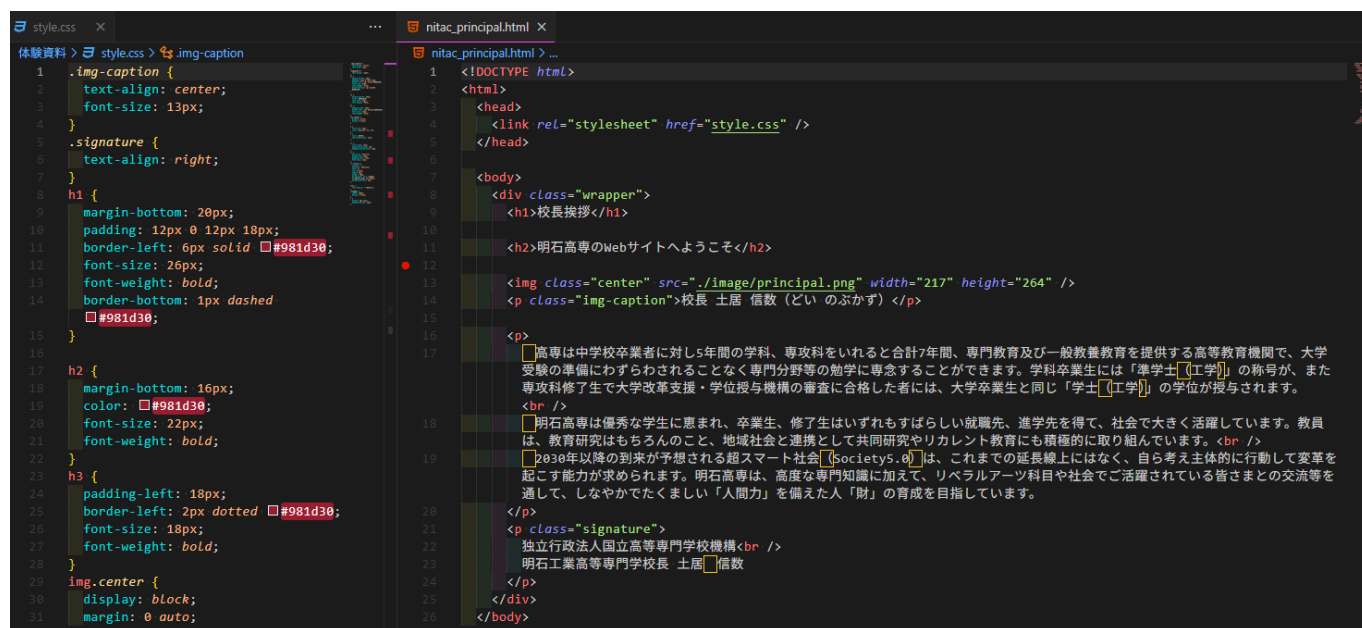 style.css
体験資料 > style.css > .img-caption
1 .img-caption {
2 text-align: center;
3 font-size: 13px;
4 }
5 .signature {
6 text-align: right;
7 }
8 h1 {
9 margin-bottom: 20px;
10 padding: 12px 0 12px 18px;
11 border-left: 6px solid #981d30;
12 font-size: 26px;
13 font-weight: bold;
14 border-bottom: 1px dashed
#981d30;
15 }
16
17 h2 {
18 margin-bottom: 16px;
19 color: #981d30;
20 font-size: 22px;
21 font-weight: bold;
22 }
23 h3 {
24 padding-left: 18px;
25 border-left: 2px dotted #981d30;
26 font-size: 18px;
27 font-weight: bold;
28 }
29 img.center {
30 display: block;
31 margin: 0 auto;
nitac_principal.html
nitac_principal.html > ...
1 <!DOCTYPE html>
2 <html>
3 <head>
4 <link rel="stylesheet" href="style.css" />
5 </head>
6
7 <body>
8 <div class="wrapper">
9 <h1>校長挨拶</h1>
10
11 <h2>明石高専のWebサイトへようこそ</h2>
12
13 <img class="center" src="./image/principal.png" width="217" height="264" />
14 <p class="img-caption">校長 土居 信数（どい のぶかず）</p>
15
16 <p>
17 　高専は中学校卒業者に対し5年間の学科、専攻科をいれると合計7年間、専門教育及び一般教養教育を提供する高等教育機関で、大学
受験の準備にわずらわされることなく専門分野等の勉学に専念することができます。学科卒業生には「準学士（工学）」の称号が、また
専攻科修了生で大学改革支援・学位授与機構の審査に合格した者には、大学卒業生と同じ「学士（工学）」の学位が授与されます。
<br />
18 　明石高専は優秀な学生に恵まれ、卒業生、修了生はいずれもすばらしい就職先、進学先を得て、社会で大きく活躍しています。教員
は、教育研究はもちろんのこと、地域社会と連携として共同研究やリカレント教育にも積極的に取り組んでいます。<br />
19 　2030年以降の到来が予想される超スマート社会（Society5.0）は、これまでの延長線上にはなく、自ら考え主体的に行動して変革を
起こす能力が求められます。明石高専は、高度な専門知識に加えて、リベラルアーツ科目や社会でご活躍されている皆さまとの交流等を
通して、しなやかでたくましい「人間力」を備えた人「財」の育成を目指しています。
20 </p>
21 <p class="signature">
22 独立行政法人国立高等専門学校機構<br />
23 明石工業高等専門学校長 土居　信数
24 </p>
25 </div>
26 </body>